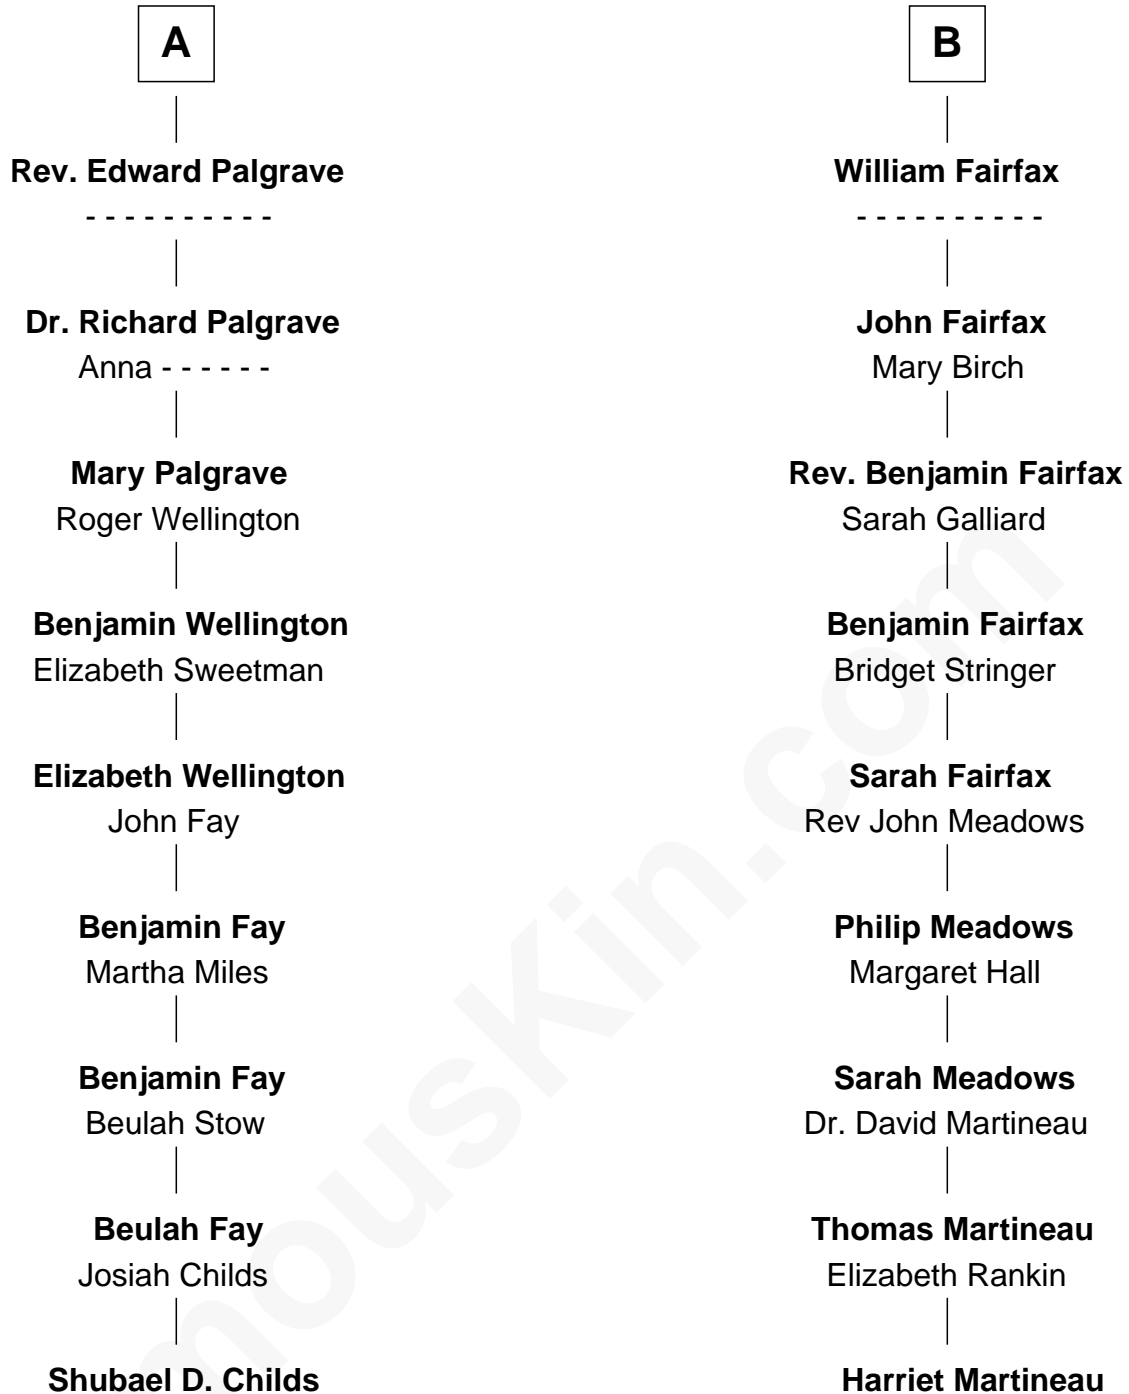 A
Rev. Edward Palgrave
- - - - - - - - - -
Dr. Richard Palgrave
Anna - - - - - -
Mary Palgrave
Roger Wellington
Benjamin Wellington
Elizabeth Sweetman
Elizabeth Wellington
John Fay
Benjamin Fay
Martha Miles
Benjamin Fay
Beulah Stow
Beulah Fay
Josiah Childs
Shubael D. Childs
B
William Fairfax
- - - - - - - - - -
John Fairfax
Mary Birch
Rev. Benjamin Fairfax
Sarah Galliard
Benjamin Fairfax
Bridget Stringer
Sarah Fairfax
Rev John Meadows
Philip Meadows
Margaret Hall
Sarah Meadows
Dr. David Martineau
Thomas Martineau
Elizabeth Rankin
Harriet Martineau
mousKin.com